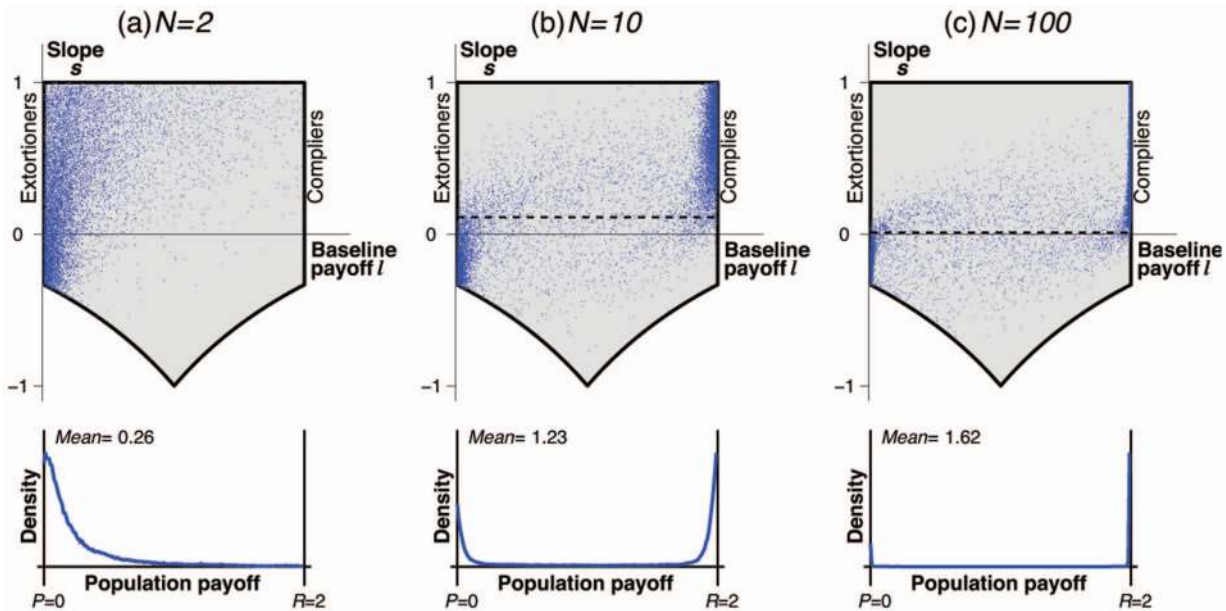 (a) N=2
Slope
s
1
Extortioners
Compliers
0
Baseline
payoff l
−1
Mean= 0.26
Density
Population payoff
P=0
R=2
(b) N=10
Slope
s
1
Extortioners
Compliers
0
Baseline
payoff l
−1
Mean= 1.23
Density
Population payoff
P=0
R=2
(c) N=100
Slope
s
1
Extortioners
Compliers
0
Baseline
payoff l
−1
Mean= 1.62
Density
Population payoff
P=0
R=2